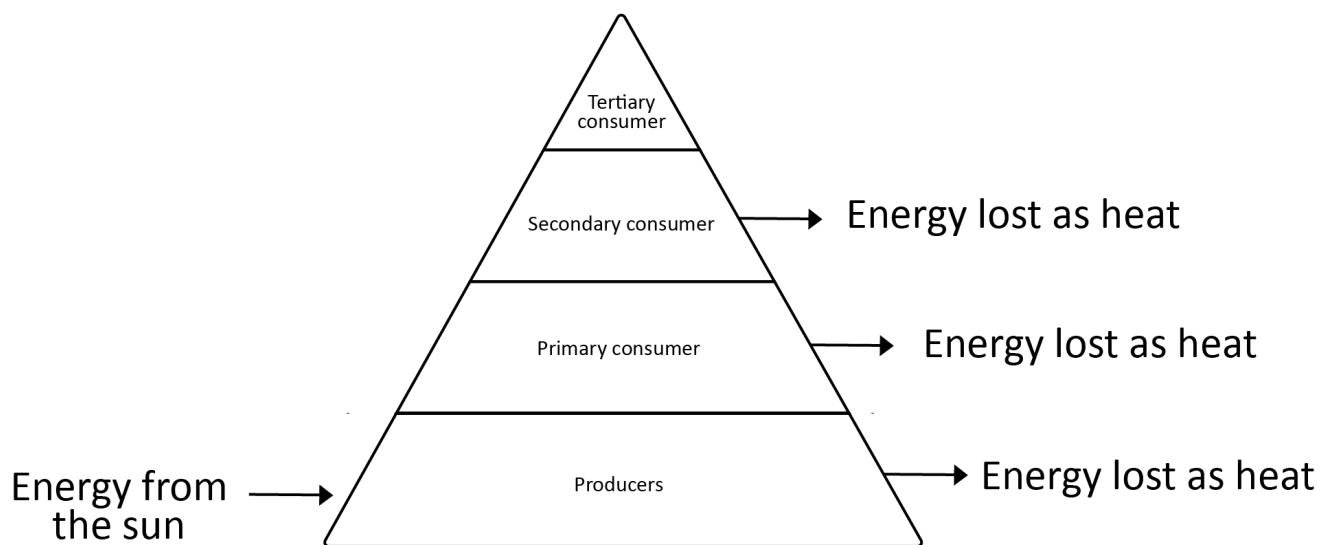 Tertiary
consumer
Secondary consumer
Energy lost as heat
Primary consumer
Energy lost as heat
Producers
Energy lost as heat
Energy from
the sun